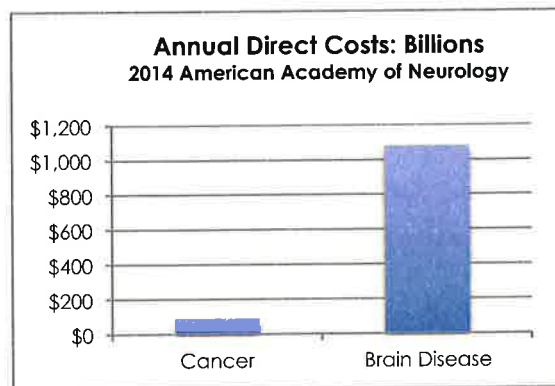 Annual Direct Costs: Billions
2014 American Academy of Neurology
$1,200
$1,000
$800
$600
$400
$200
$0
Cancer
Brain Disease